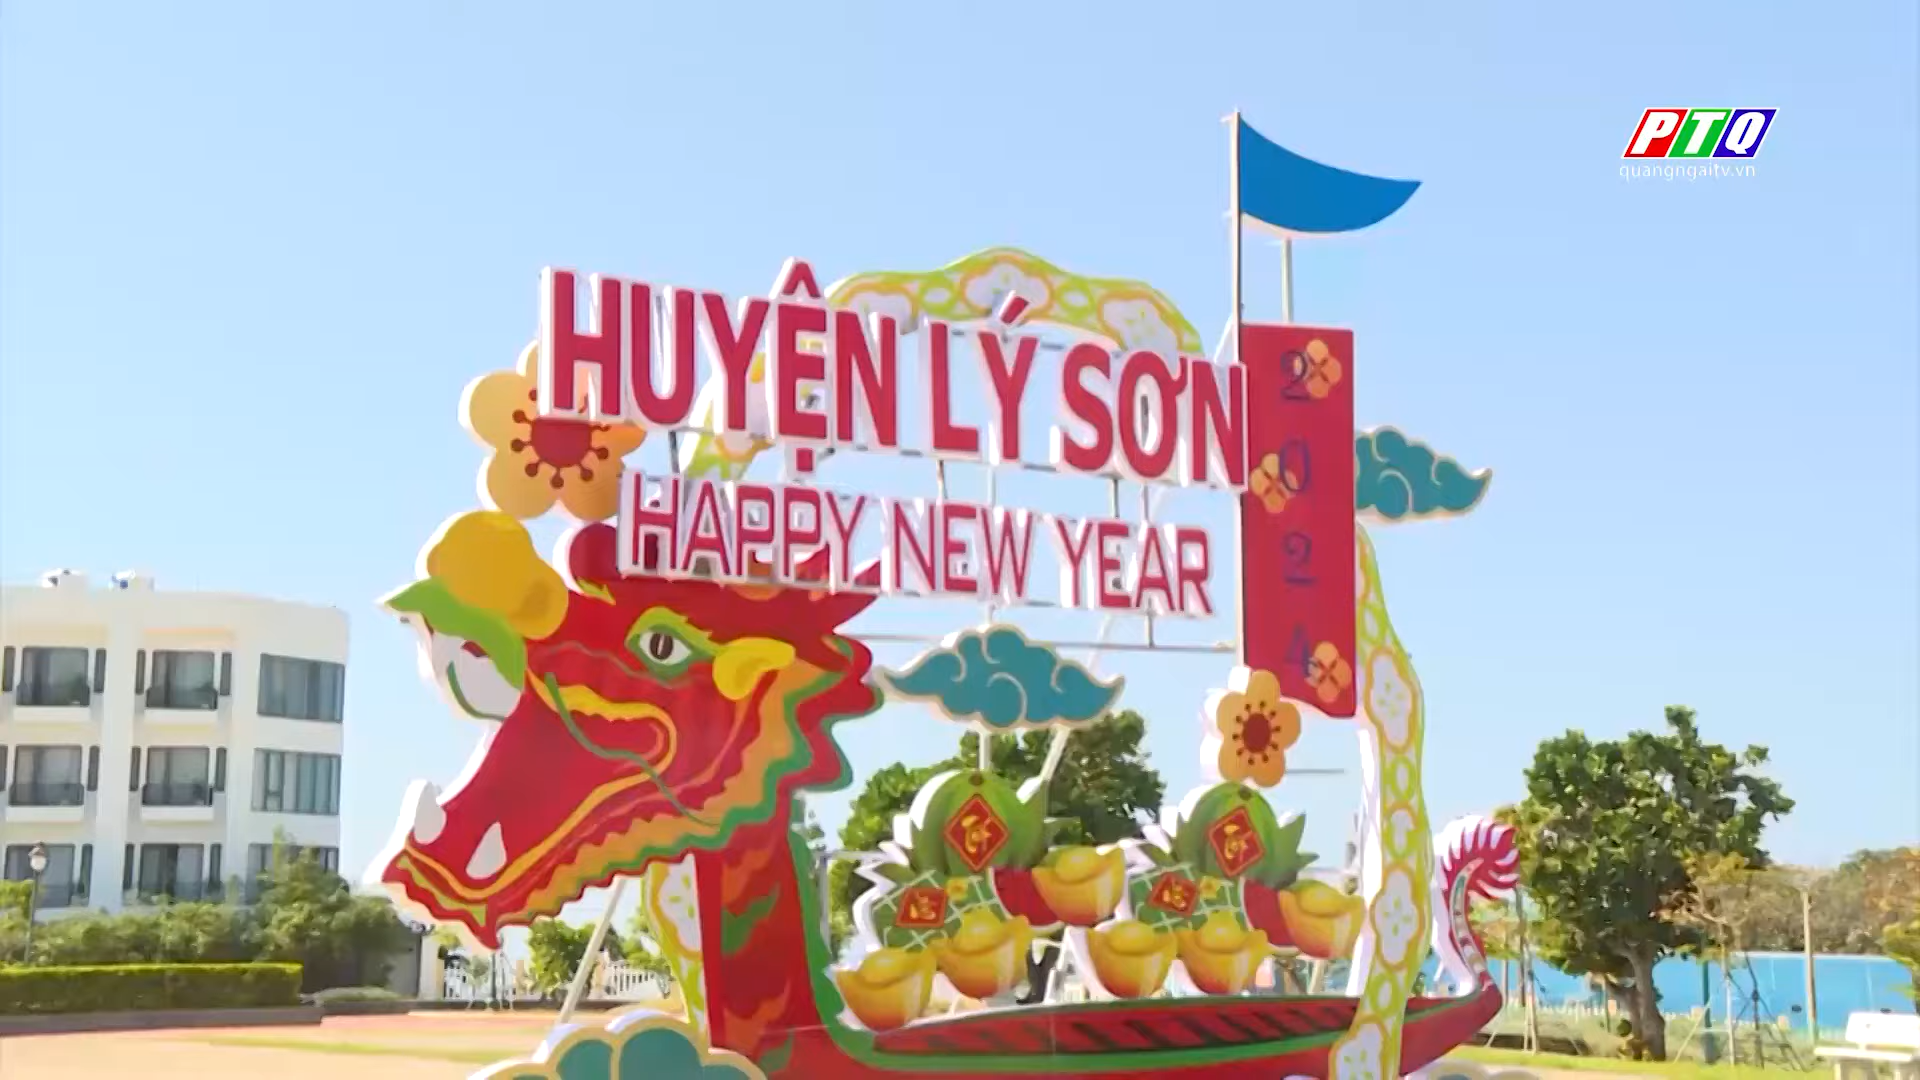 PTQ
quangngaitv.vn
HUYỆN LÝ SƠN
HAPPY NEW YEAR
2024